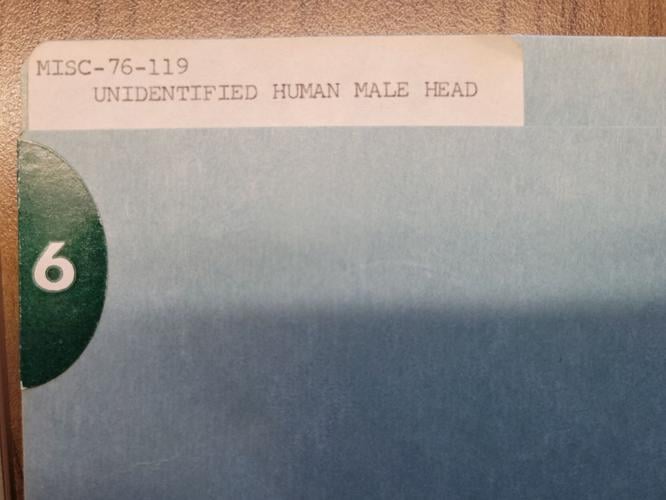 MISC-76-119
UNIDENTIFIED HUMAN MALE HEAD
6